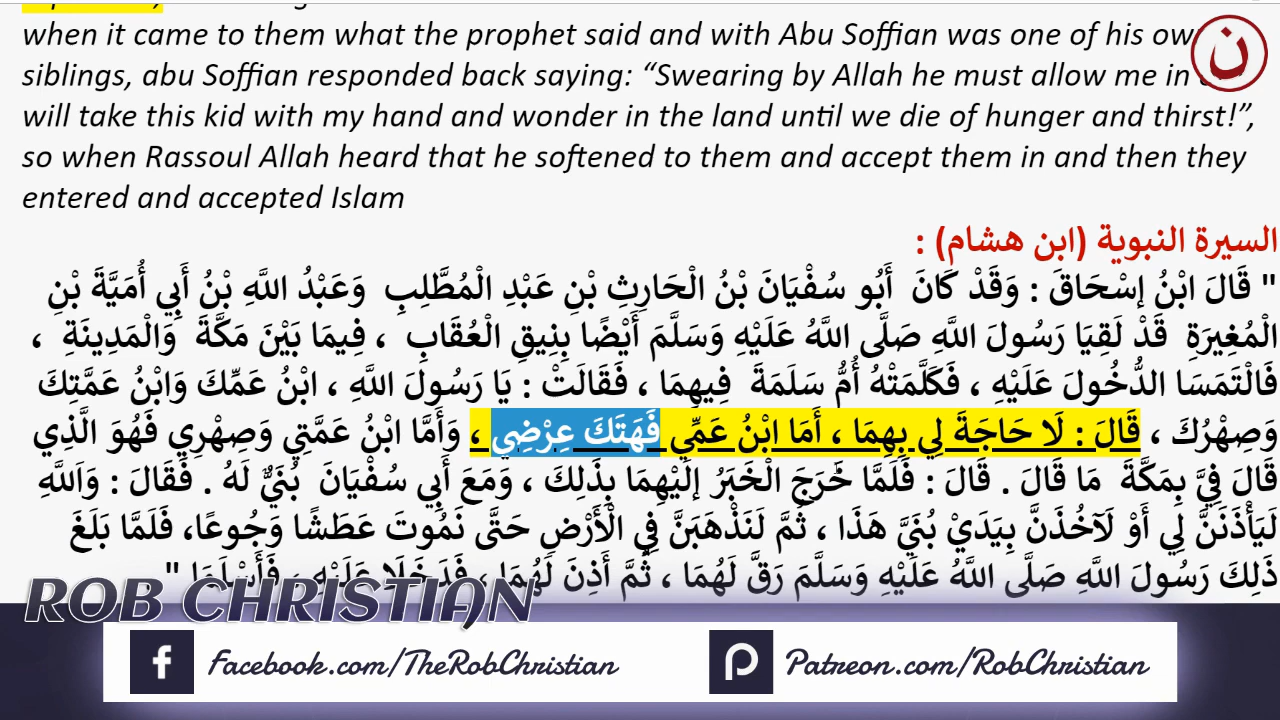 when it came to them what the prophet said and with Abu Soffian was one of his
siblings, abu Soffian responded back saying: “Swearing by Allah he must allow me in
will take this kid with my hand and wonder in the land until we die of hunger and thirst!”,
so when Rassoul Allah heard that he softened to them and accept them in and then they
entered and accepted Islam
ن
السيرة النبوية (ابن هشام) :
" قَالَ ابْنُ إسْحَاقَ : وَقَدْ كَانَ أَبُو سُفْيَانَ بْنُ الْحَارِثِ بْنِ عَبْدِ الْمُطَّلِبِ وَعَبْدُ اللَّهِ بْنُ أَبِي أُمَيَّةَ بْنِ
الْمُغِيرَةِ قَدْ لَقِيَا رَسُولَ اللَّهِ صَلَّى اللَّهُ عَلَيْهِ وَسَلَّمَ أَيْضًا بِنِيقِ الْعُقَابِ ، فِيمَا بَيْنَ مَكَّةَ وَالْمَدِينَةِ ،
فَالْتَمَسَا الدُّخُولَ عَلَيْهِ ، فَكَلَّمَتْهُ أُمُّ سَلَمَةَ فِيهِمَا ، فَقَالَتْ : يَا رَسُولَ اللَّهِ ، ابْنُ عَمِّكَ وَابْنُ عَمَّتِكَ
وَصِهْرُكَ ، قَالَ : لَا حَاجَةَ لِي بِهِمَا ، أَمَا ابْنُ عَمِّي فَهَتَكَ عِرْضِي ، وَأَمَّا ابْنُ عَمَّتِي وَصِهْرِي فَهُوَ الَّذِي
قَالَ فِيَّ بِمَكَّةَ مَا قَالَ . قَالَ : فَلَمَّا خَرَجَ الْخَبَرُ إلَيْهِمَا بِذَلِكَ ، وَمَعَ أَبِي سُفْيَانَ بُنَيٌّ لَهُ . فَقَالَ : وَاَللَّهِ
لَيَأْذَنَنَّ لِي أَوْ لَآخُذَنَّ بِيَدَيْ بُنَيَّ هَذَا ، ثُمَّ لَنَذْهَبَنَّ فِي الْأَرْضِ حَتَّى نَمُوتَ عَطَشًا وَجُوعًا، فَلَمَّا بَلَغَ
ذَلِكَ رَسُولَ اللَّهِ صَلَّى اللَّهُ عَلَيْهِ وَسَلَّمَ رَقَّ لَهُمَا ، ثُمَّ أَذِنَ لَهُمَا ، فَدَخَلَا عَلَيْهِ ، فَأَسْلَمَا "
ROB CHRISTIAN
Facebook.com/TheRobChristian
Patreon.com/RobChristian